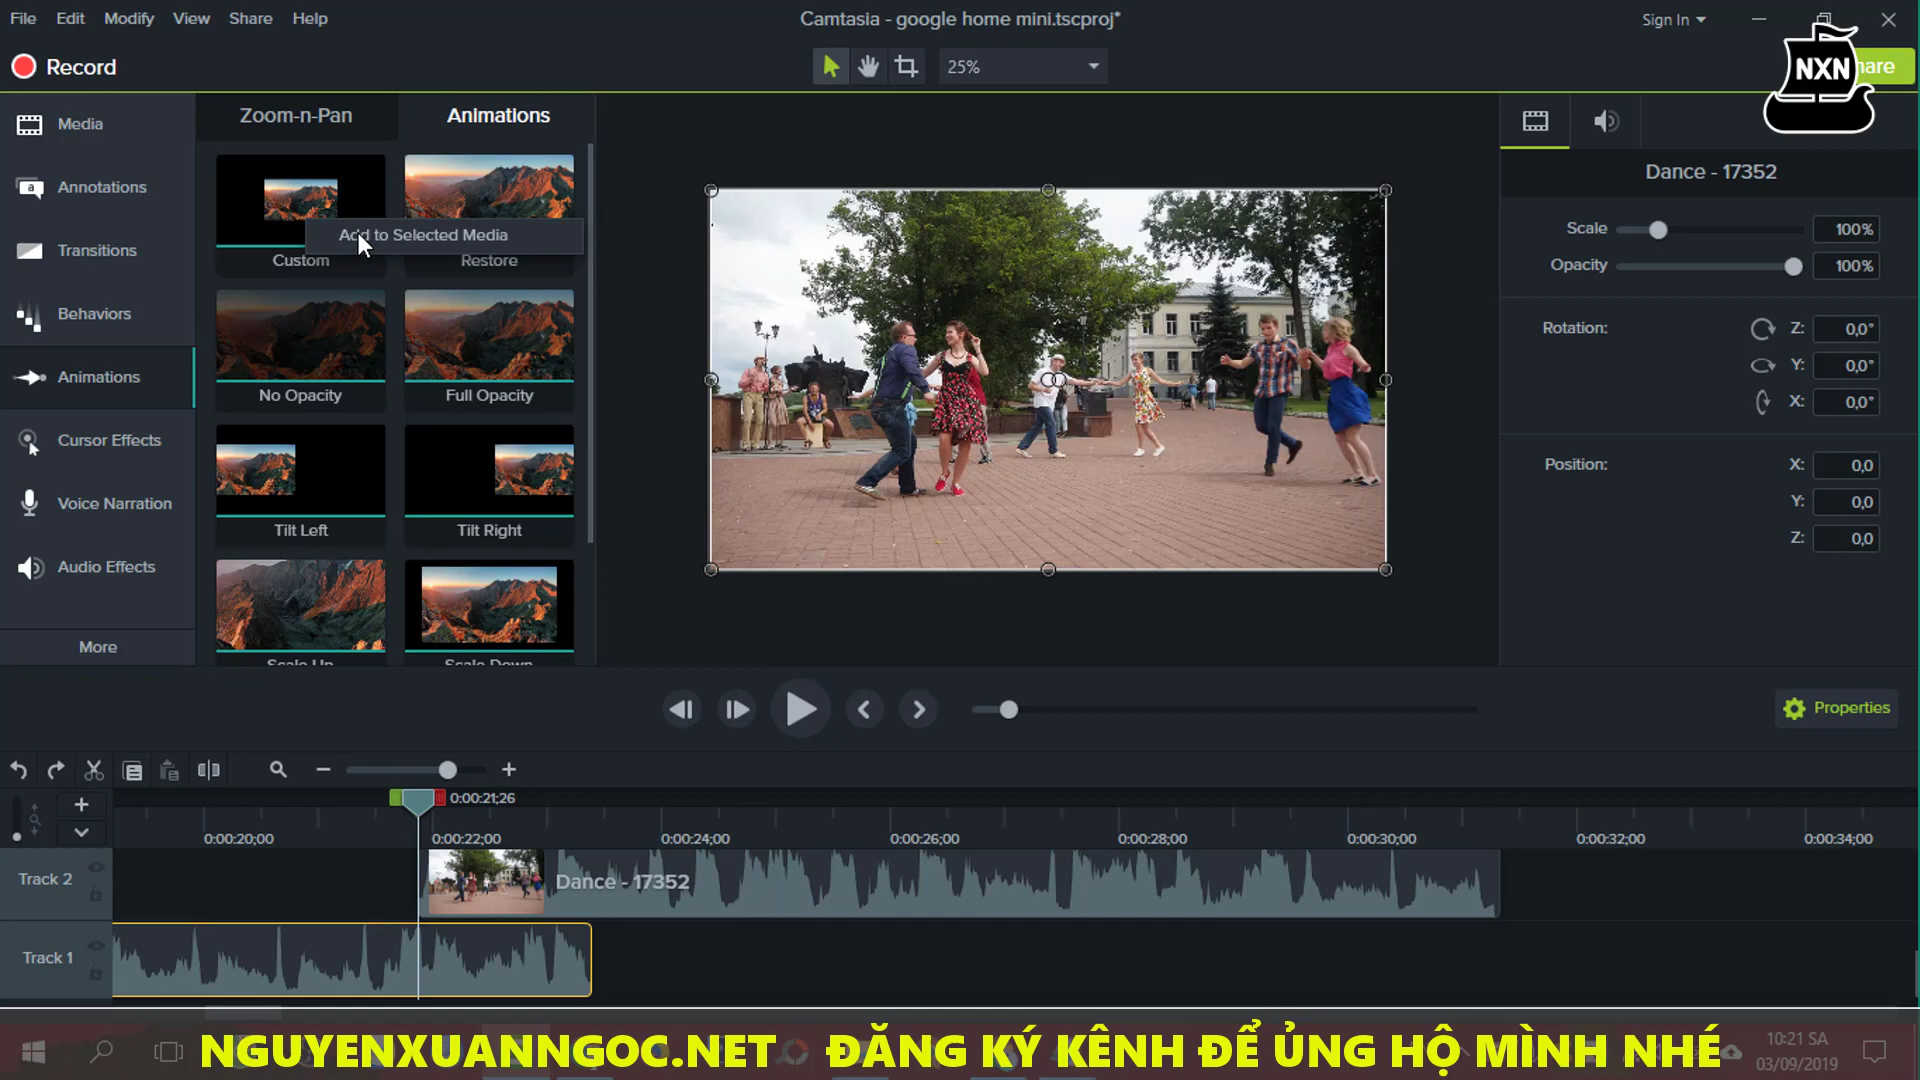 File Edit Modify View Share Help
Camtasia - google home mini.tscproj*
Sign In
Record
25%
NXN
Media
Annotations
Transitions
Behaviors
Animations
Cursor Effects
Voice Narration
Audio Effects
More
Zoom-n-Pan
Animations
Add to Selected Media
Custom
Restore
No Opacity
Full Opacity
Tilt Left
Tilt Right
Scale Up
Scale Down
Dance - 17352
Scale 100%
Opacity 100%
Rotation: Z: 0,0°
Y: 0,0°
X: 0,0°
Position: X: 0,0
Y: 0,0
Z: 0,0
Properties
0:00:21;26
0:00:20;00 0:00:22;00 0:00:24;00 0:00:26;00 0:00:28;00 0:00:30;00 0:00:32;00 0:00:34;00
Track 2
Dance - 17352
Track 1
NGUYENXUANNGOC.NET ĐĂNG KÝ KÊNH ĐỂ ỦNG HỘ MÌNH NHÉ
10:21 SA
03/09/2019